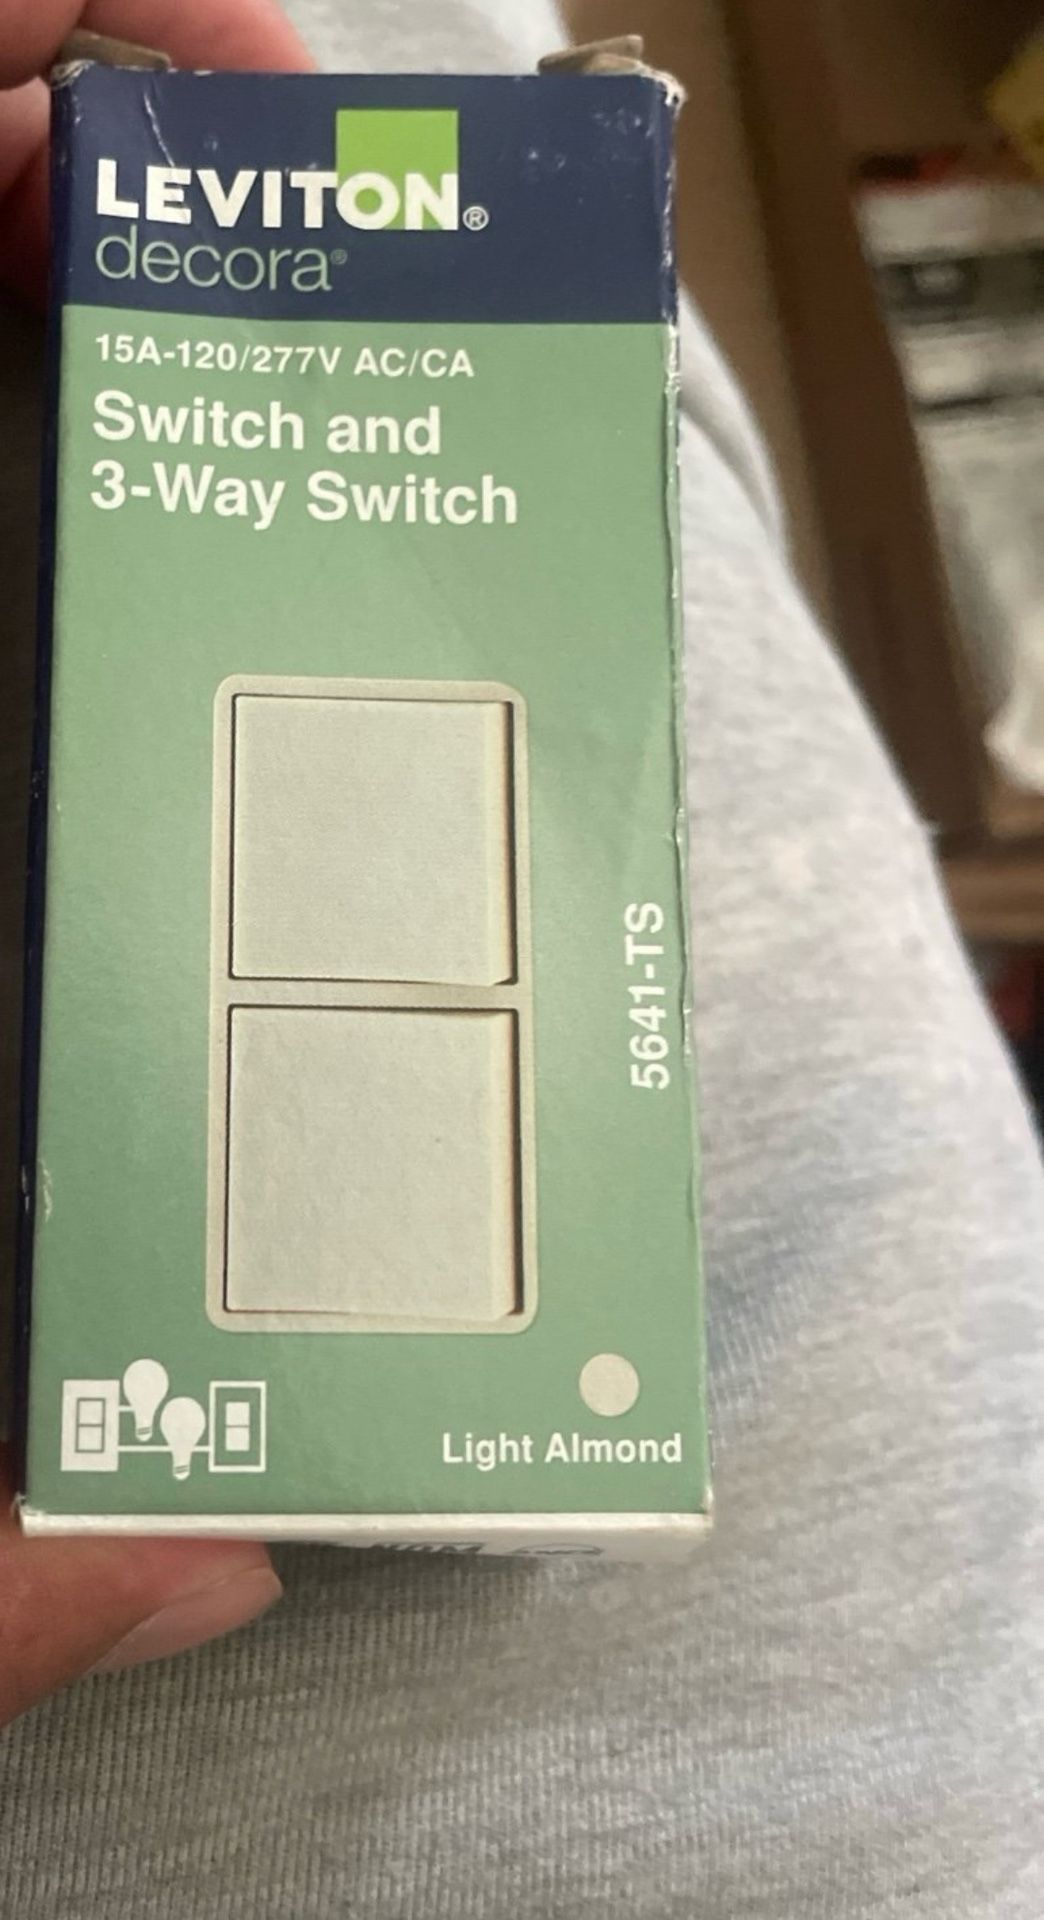 LEVITON®
decora®
15A-120/277V AC/CA
Switch and
3-Way Switch
5641-TS
Light Almond